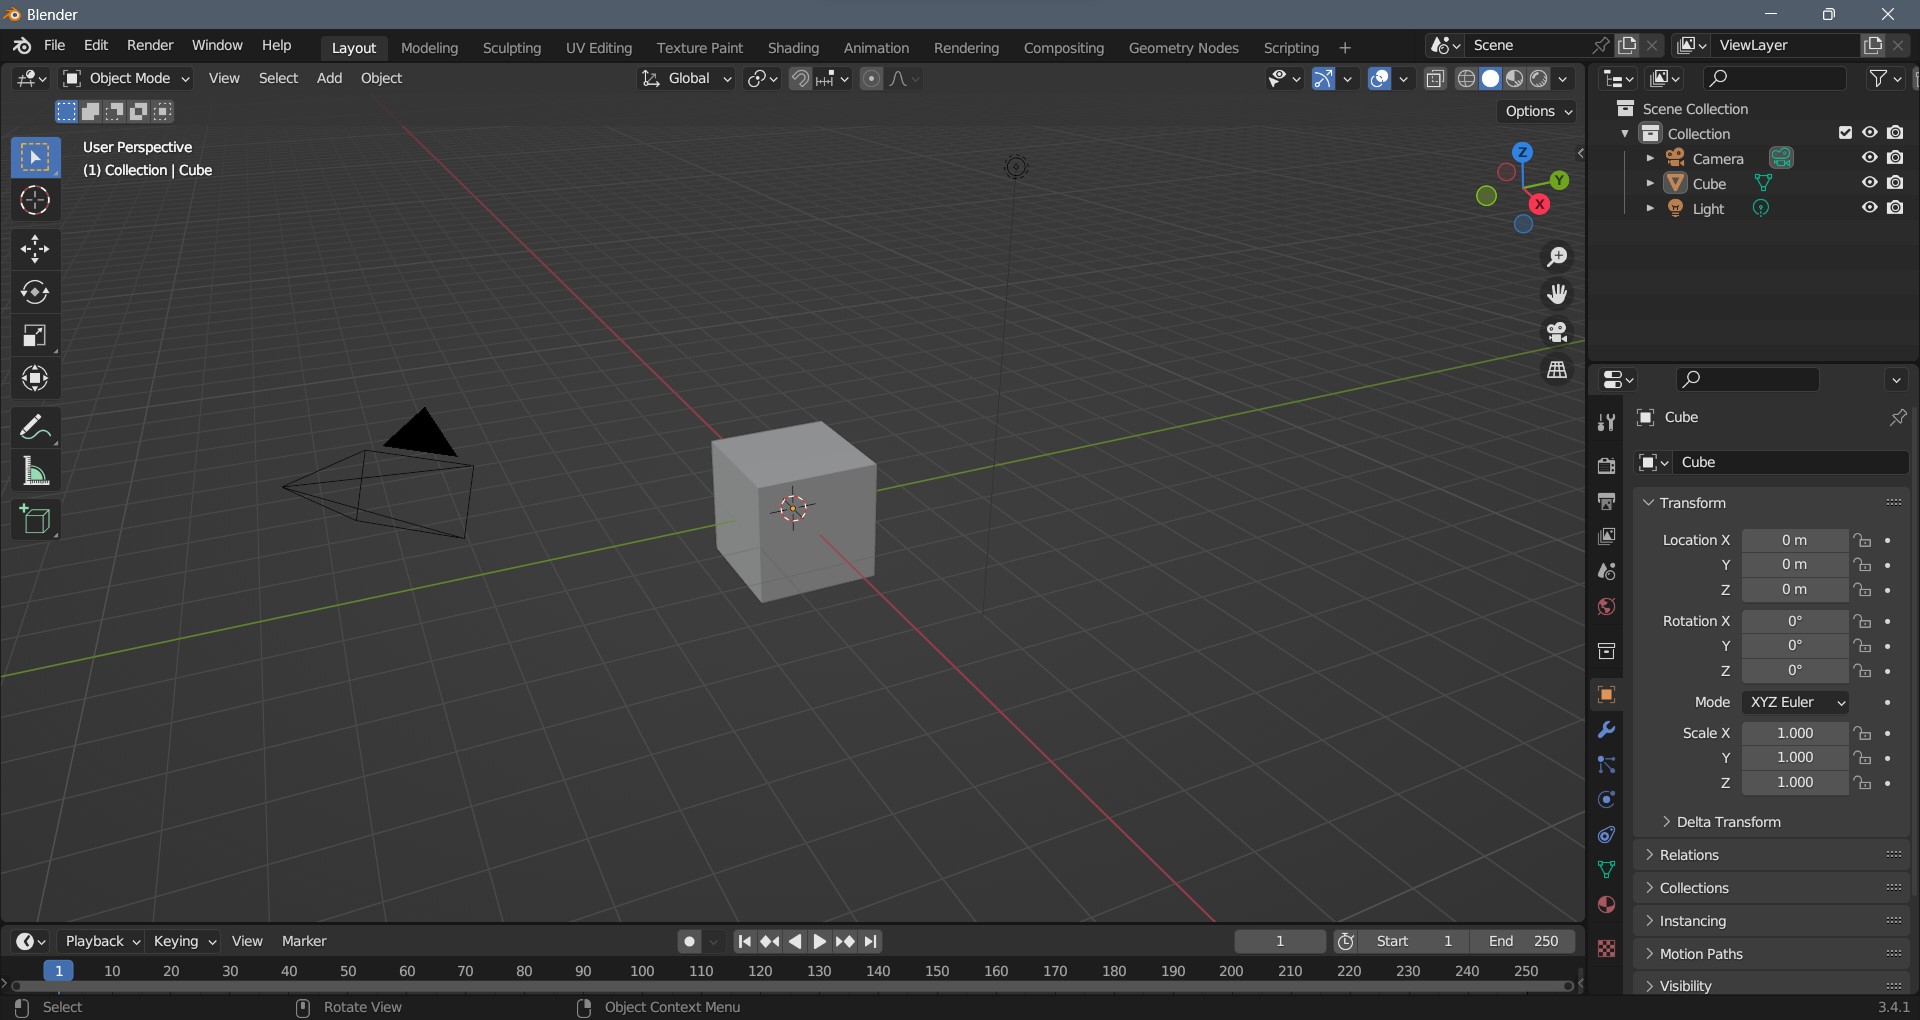 Blender
File Edit Render Window Help Layout Modeling Sculpting UV Editing Texture Paint Shading Animation Rendering Compositing Geometry Nodes Scripting + Scene ViewLayer
Object Mode View Select Add Object Global
Options
User Perspective
(1) Collection | Cube
Z
Y
X
Scene Collection
Collection
Camera
Cube
Light
Cube
Cube
Transform
Location X 0 m
Y 0 m
Z 0 m
Rotation X 0°
Y 0°
Z 0°
Mode XYZ Euler
Scale X 1.000
Y 1.000
Z 1.000
Delta Transform
Relations
Collections
Instancing
Motion Paths
Visibility
Playback Keying View Marker 1 Start 1 End 250
1 10 20 30 40 50 60 70 80 90 100 110 120 130 140 150 160 170 180 190 200 210 220 230 240 250
Select Rotate View Object Context Menu 3.4.1